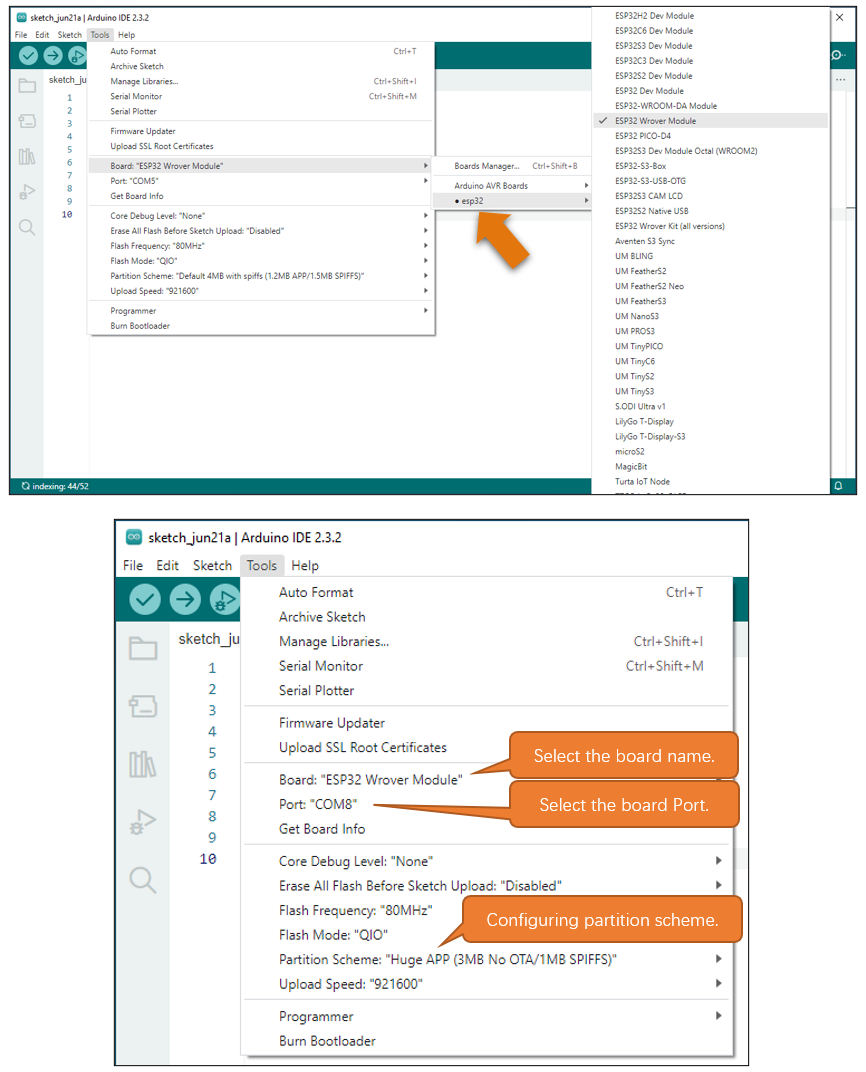 sketch_jun21a | Arduino IDE 2.3.2
File Edit Sketch Tools Help
sketch_ju
1
2
3
4
5
6
7
8
9
10
Auto Format Ctrl+T
Archive Sketch
Manage Libraries... Ctrl+Shift+I
Serial Monitor Ctrl+Shift+M
Serial Plotter
Firmware Updater
Upload SSL Root Certificates
Board: "ESP32 Wrover Module"
Port: "COM5"
Get Board Info
Core Debug Level: "None"
Erase All Flash Before Sketch Upload: "Disabled"
Flash Frequency: "80MHz"
Flash Mode: "QIO"
Partition Scheme: "Default 4MB with spiffs (1.2MB APP/1.5MB SPIFFS)"
Upload Speed: "921600"
Programmer
Burn Bootloader
Boards Manager... Ctrl+Shift+B
Arduino AVR Boards
esp32
ESP32H2 Dev Module
ESP32C6 Dev Module
ESP32S3 Dev Module
ESP32C3 Dev Module
ESP32S2 Dev Module
ESP32 Dev Module
ESP32-WROOM-DA Module
ESP32 Wrover Module
ESP32 PICO-D4
ESP32S3 Dev Module Octal (WROOM2)
ESP32-S3-Box
ESP32-S3-USB-OTG
ESP32S3 CAM LCD
ESP32S2 Native USB
ESP32 Wrover Kit (all versions)
Aventen S3 Sync
UM BLING
UM FeatherS2
UM FeatherS2 Neo
UM FeatherS3
UM NanoS3
UM PROS3
UM TinyPICO
UM TinyC6
UM TinyS2
UM TinyS3
S.ODI Ultra v1
LilyGo T-Display
LilyGo T-Display-S3
microS2
MagicBit
Turta IoT Node
indexing: 44/52
sketch_jun21a | Arduino IDE 2.3.2
File Edit Sketch Tools Help
sketch_ju
1
2
3
4
5
6
7
8
9
10
Auto Format Ctrl+T
Archive Sketch
Manage Libraries... Ctrl+Shift+I
Serial Monitor Ctrl+Shift+M
Serial Plotter
Firmware Updater
Upload SSL Root Certificates
Select the board name.
Board: "ESP32 Wrover Module"
Port: "COM8"
Select the board Port.
Get Board Info
Core Debug Level: "None"
Erase All Flash Before Sketch Upload: "Disabled"
Flash Frequency: "80MHz"
Configuring partition scheme.
Flash Mode: "QIO"
Partition Scheme: "Huge APP (3MB No OTA/1MB SPIFFS)"
Upload Speed: "921600"
Programmer
Burn Bootloader